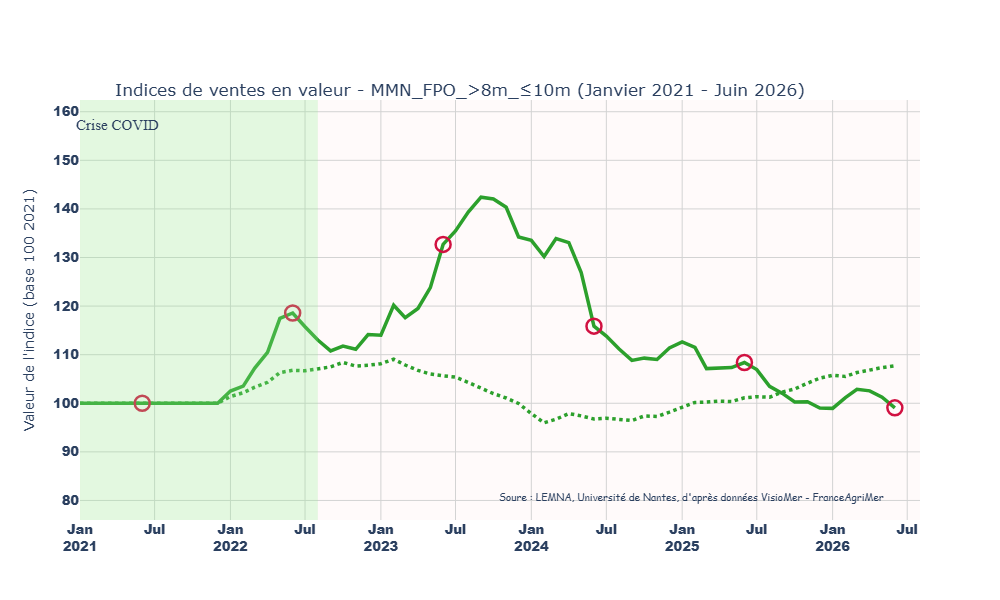 Indices de ventes en valeur - MMN_FPO_>8m_≤10m (Janvier 2021 - Juin 2026)
Valeur de l'indice (base 100 2021)
160
Crise COVID
150
140
130
120
110
100
90
80
Soure : LEMNA, Université de Nantes, d'après données VisioMer - FranceAgriMer
Jan Jul Jan Jul Jan Jul Jan Jul Jan Jul Jan Jul
2021 2022 2023 2024 2025 2026